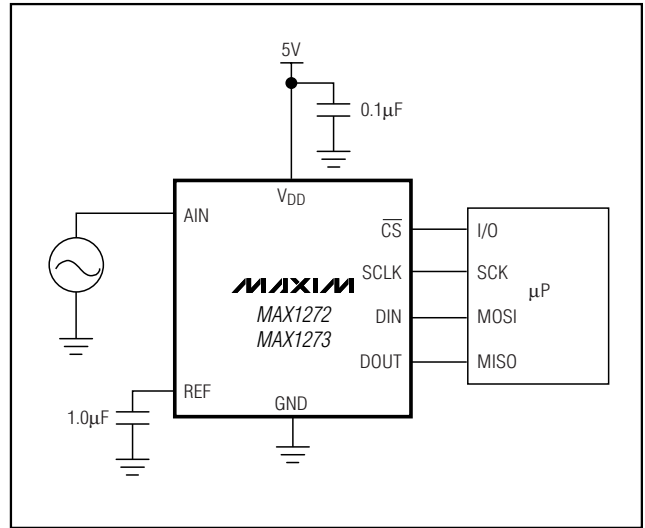 5V
0.1µF
VDD
AIN
CS
I/O
SCLK
SCK
MAXIM
µP
MAX1272
DIN
MOSI
MAX1273
DOUT
MISO
REF
1.0µF
GND